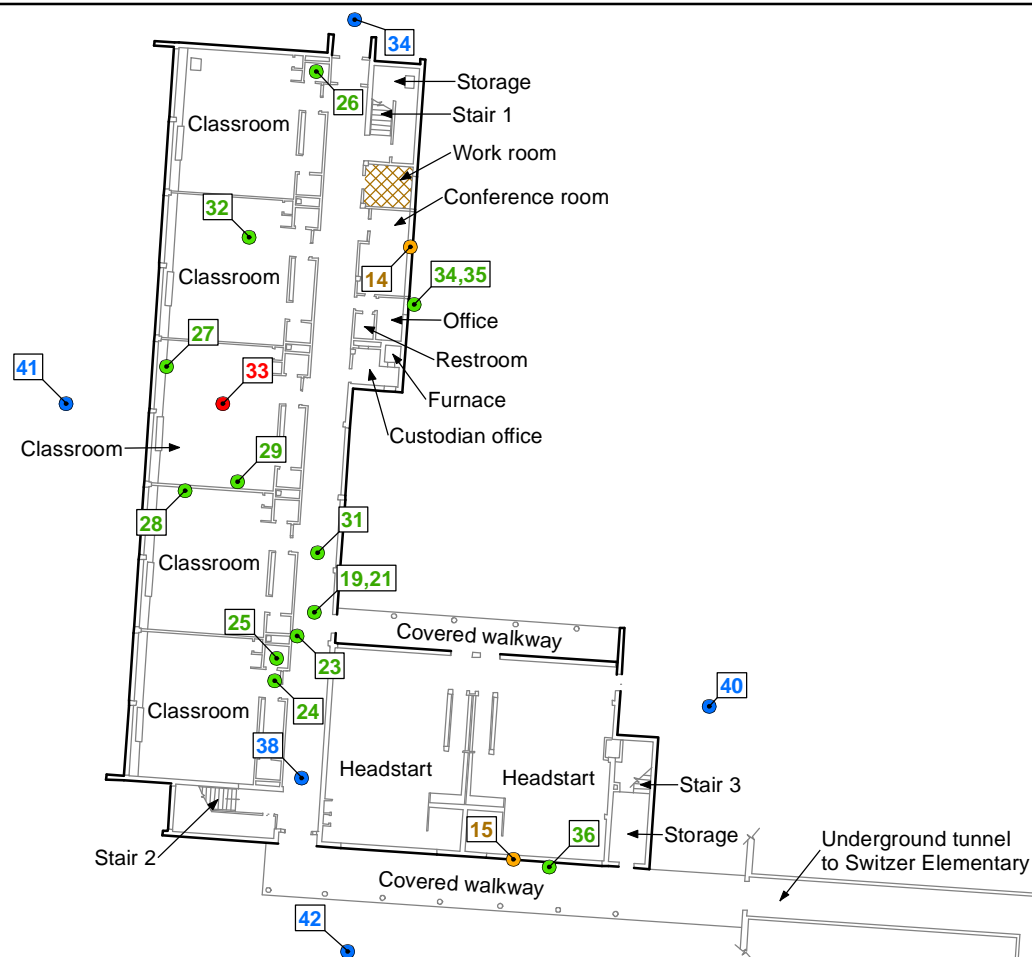 34
Storage
26
Stair 1
Classroom
Work room
Conference room
32
14
34,35
Classroom
Office
27
Restroom
41
33
Furnace
Custodian office
Classroom
29
28
31
Classroom
19,21
25
Covered walkway
23
40
24
Classroom
38
Headstart
Headstart
Stair 3
15
Storage
36
Underground tunnel
to Switzer Elementary
Stair 2
Covered walkway
42